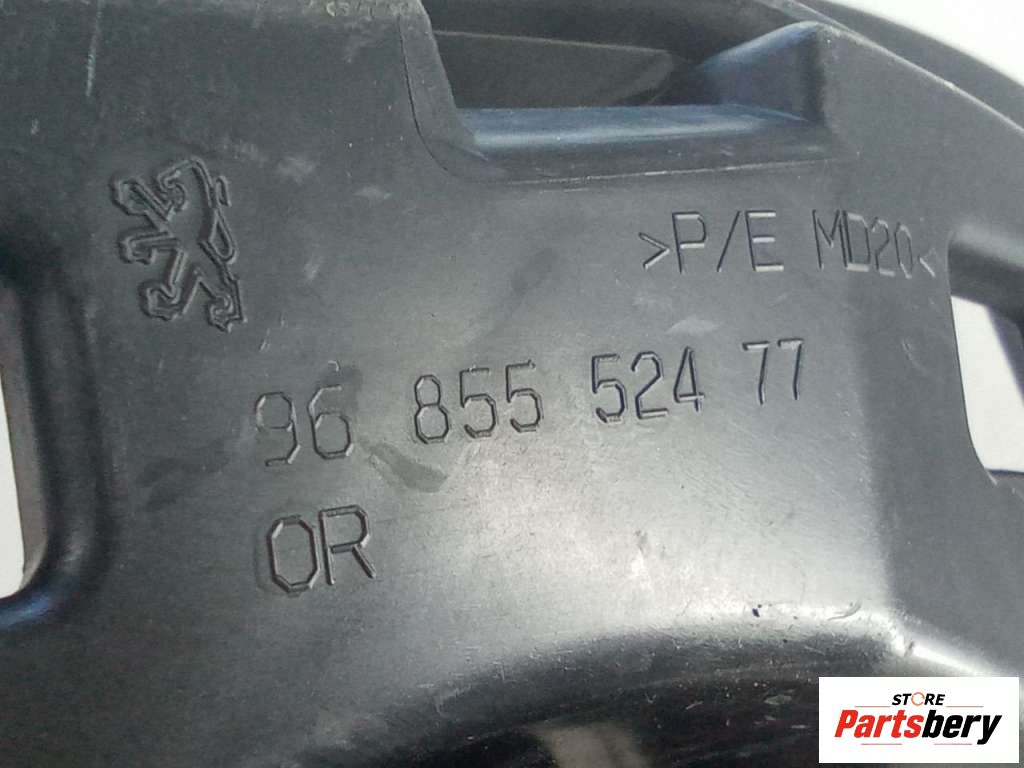 >P/E MD20<
96 855 524 77
OR
STORE
Partsbery